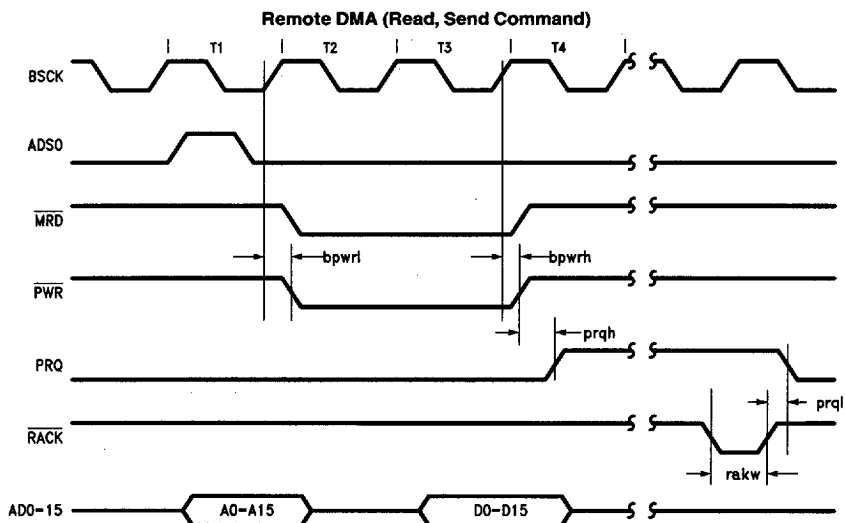 Remote DMA (Read, Send Command)
T1 T2 T3 T4
BSCK
ADS0
MRD
bpwrl bpwrh
PWR
prqh
PRQ
prql
RACK
rakw
AD0-15 A0-A15 D0-D15